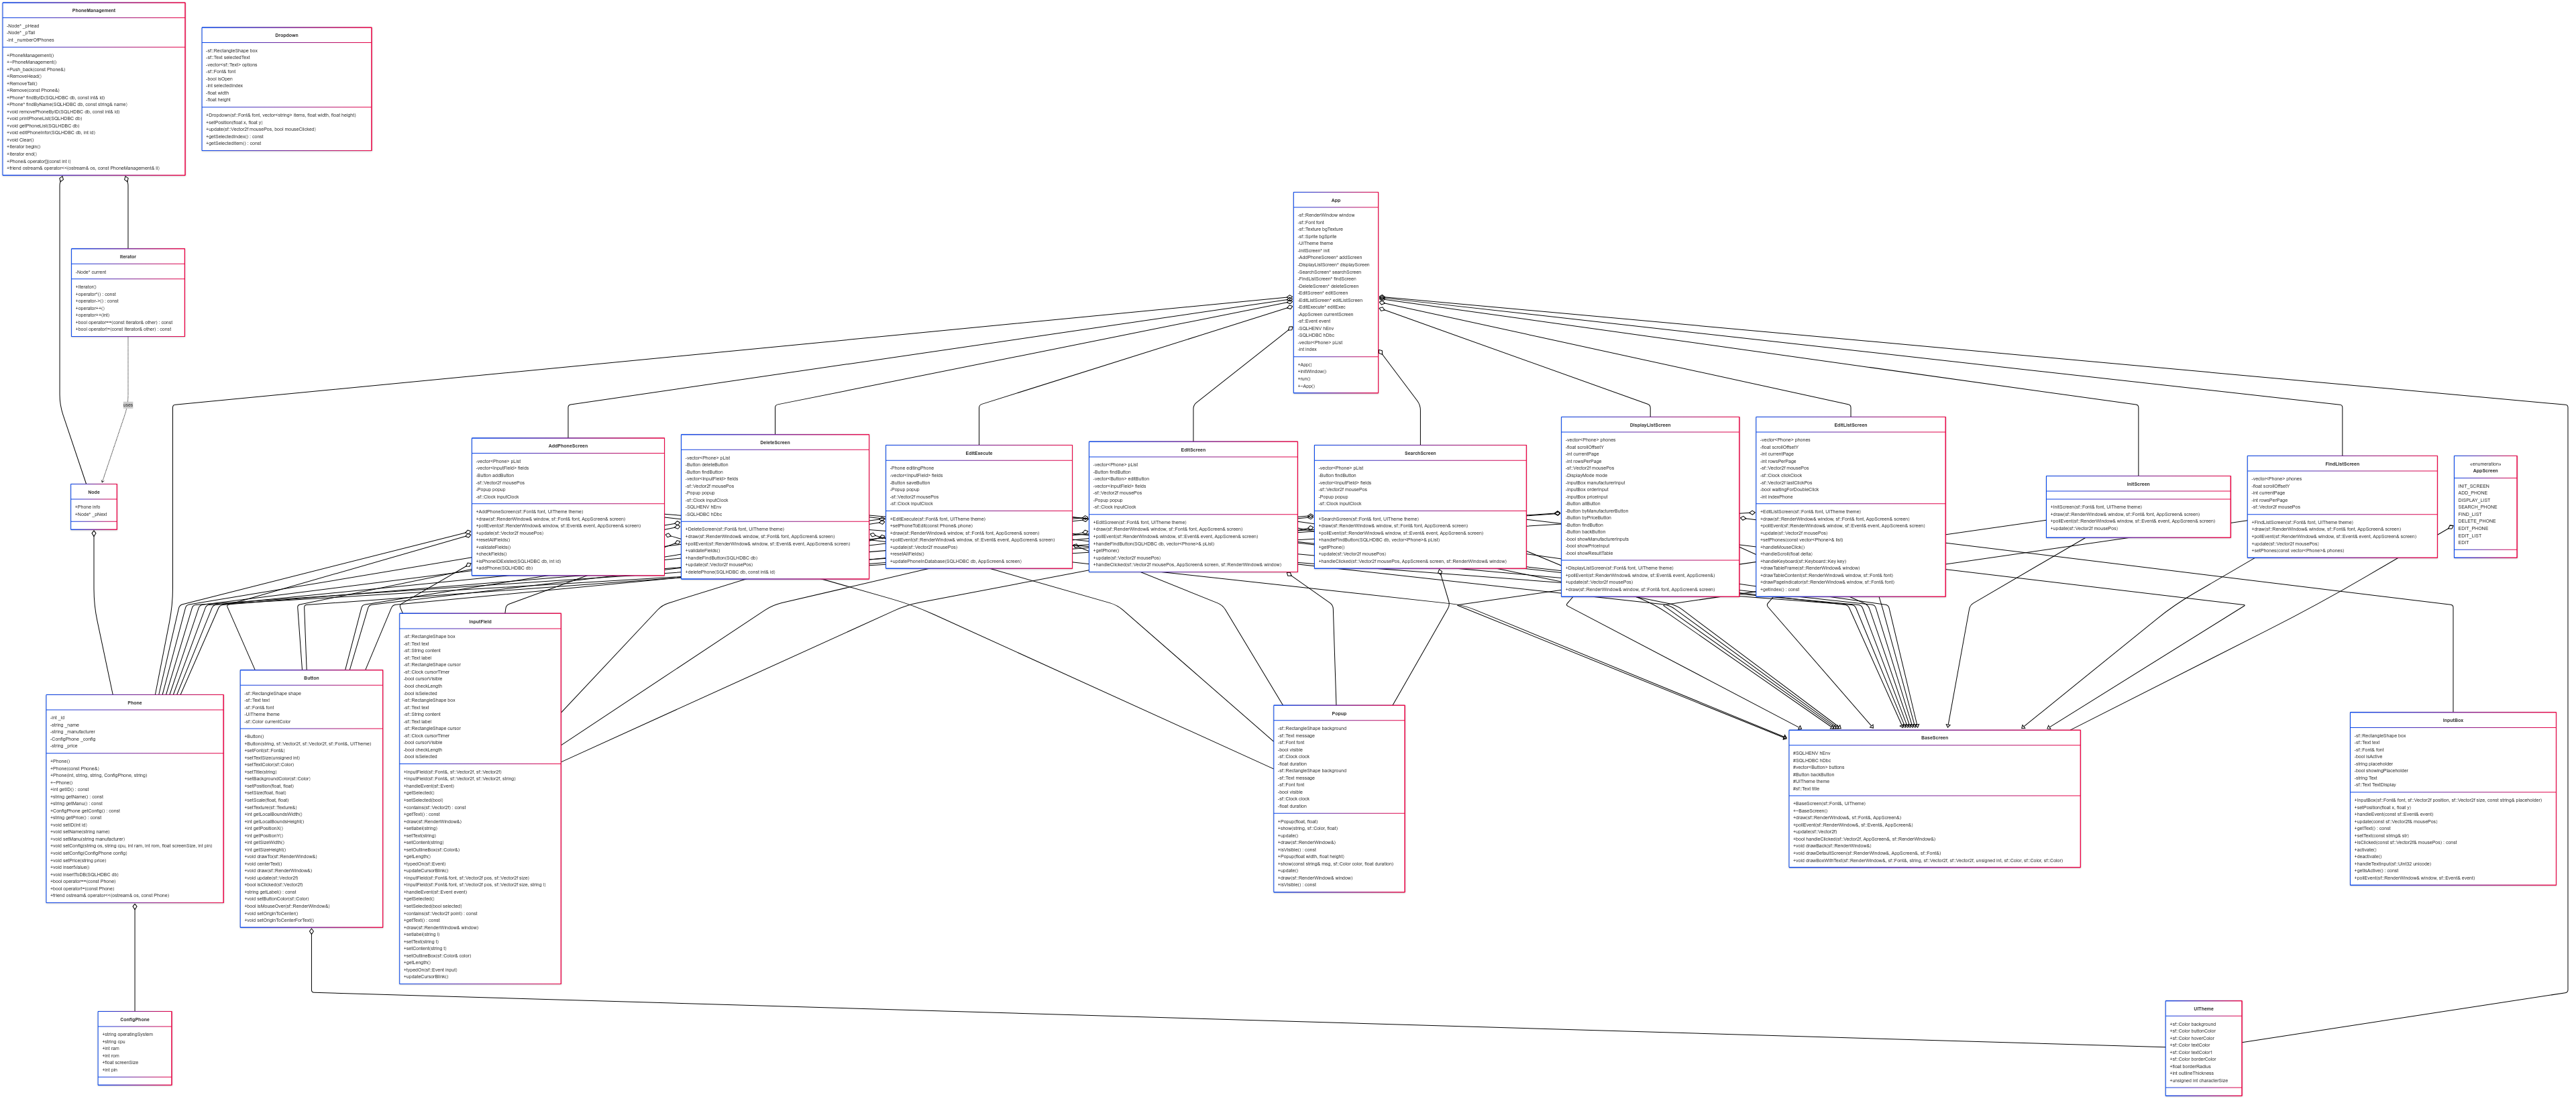 PhoneManagement
-Node* _pHead
-Node* _pTail
-int _numberOfPhones
+PhoneManagement()
+~PhoneManagement()
+Push_back(const Phone&)
+RemoveHead()
+RemoveTail()
+Remove(const Phone&)
+Phone* findByID(SQLHDBC db, const int& id)
+Phone* findByName(SQLHDBC db, const string& name)
+void removePhoneByID(SQLHDBC db, const int& id)
+void printPhoneList(SQLHDBC db)
+void getPhoneList(SQLHDBC db)
+void editPhoneInfor(SQLHDBC db, int id)
+void Clean()
+Iterator begin()
+Iterator end()
+Phone& operator[](const int i)
+friend ostream& operator<<(ostream& os, const PhoneManagement& l)
Dropdown
-sf::RectangleShape box
-sf::Text selectedText
-vector<sf::Text> options
-sf::Font& font
-bool isOpen
-int selectedIndex
-float width
-float height
+Dropdown(sf::Font& font, vector<string> items, float width, float height)
+setPosition(float x, float y)
+update(sf::Vector2f mousePos, bool mouseClicked)
+getSelectedIndex() : const
+getSelectedItem() : const
Iterator
-Node* current
+Iterator()
+operator*() : const
+operator->() : const
+operator++()
+operator++(int)
+bool operator==(const Iterator& other) : const
+bool operator!=(const Iterator& other) : const
uses
Node
+Phone info
+Node* _pNext
App
-sf::RenderWindow window
-sf::Font font
-sf::Texture bgTexture
-sf::Sprite bgSprite
-UITheme theme
-InitScreen* init
-AddPhoneScreen* addScreen
-DisplayListScreen* displayScreen
-SearchScreen* searchScreen
-FindListScreen* findScreen
-DeleteScreen* deleteScreen
-EditScreen* editScreen
-EditListScreen* editListScreen
-EditExecute* editExec
-AppScreen currentScreen
-sf::Event event
-SQLHENV hEnv
-SQLHDBC hDbc
-vector<Phone> pList
-int index
+App()
+initWindow()
+run()
+~App()
AddPhoneScreen
-vector<Phone> pList
-vector<InputField> fields
-Button addButton
-sf::Vector2f mousePos
-Popup popup
-sf::Clock inputClock
+AddPhoneScreen(sf::Font& font, UITheme theme)
+draw(sf::RenderWindow& window, sf::Font& font, AppScreen& screen)
+pollEvent(sf::RenderWindow& window, sf::Event& event, AppScreen& screen)
+update(sf::Vector2f mousePos)
+resetAllFields()
+validateFields()
+checkFields()
+isPhoneIDExisted(SQLHDBC db, int id)
+addPhone(SQLHDBC db)
DeleteScreen
-vector<Phone> pList
-Button deleteButton
-Button findButton
-vector<InputField> fields
-sf::Vector2f mousePos
-Popup popup
-sf::Clock inputClock
-SQLHENV hEnv
-SQLHDBC hDbc
+DeleteScreen(sf::Font& font, UITheme theme)
+draw(sf::RenderWindow& window, sf::Font& font, AppScreen& screen)
+pollEvent(sf::RenderWindow& window, sf::Event& event, AppScreen& screen)
+validateFields()
+handleFindButton(SQLHDBC db)
+update(sf::Vector2f mousePos)
+deletePhone(SQLHDBC db, const int& id)
EditExecute
-Phone editingPhone
-vector<InputField> fields
-Button saveButton
-Popup popup
-sf::Vector2f mousePos
-sf::Clock inputClock
+EditExecute(sf::Font& font, UITheme theme)
+setPhoneToEdit(const Phone& phone)
+draw(sf::RenderWindow& window, sf::Font& font, AppScreen& screen)
+pollEvent(sf::RenderWindow& window, sf::Event& event, AppScreen& screen)
+update(sf::Vector2f mousePos)
+resetAllFields()
+updatePhoneInDatabase(SQLHDBC db, AppScreen& screen)
EditScreen
-vector<Phone> pList
-Button findButton
-vector<Button> editButton
-vector<InputField> fields
-sf::Vector2f mousePos
-Popup popup
-sf::Clock inputClock
+EditScreen(sf::Font& font, UITheme theme)
+draw(sf::RenderWindow& window, sf::Font& font, AppScreen& screen)
+pollEvent(sf::RenderWindow& window, sf::Event& event, AppScreen& screen)
+handleFindButton(SQLHDBC db, vector<Phone>& pList)
+getPhone()
+update(sf::Vector2f mousePos)
+handleClicked(sf::Vector2f mousePos, AppScreen& screen, sf::RenderWindow& window)
SearchScreen
-vector<Phone> pList
-Button findButton
-vector<InputField> fields
-sf::Vector2f mousePos
-Popup popup
-sf::Clock inputClock
+SearchScreen(sf::Font& font, UITheme theme)
+draw(sf::RenderWindow& window, sf::Font& font, AppScreen& screen)
+pollEvent(sf::RenderWindow& window, sf::Event& event, AppScreen& screen)
+handleFindButton(SQLHDBC db, vector<Phone>& pList)
+getPhone()
+update(sf::Vector2f mousePos)
+handleClicked(sf::Vector2f mousePos, AppScreen& screen, sf::RenderWindow& window)
DisplayListScreen
-vector<Phone> phones
-float scrollOffsetY
-int currentPage
-int rowsPerPage
-sf::Vector2f mousePos
-DisplayMode mode
-InputBox manufacturerInput
-InputBox orderInput
-InputBox priceInput
-Button allButton
-Button byManufacturerButton
-Button byPriceButton
-Button findButton
-Button backButton
-bool showManufacturerInputs
-bool showPriceInput
-bool showResultTable
+DisplayListScreen(sf::Font& font, UITheme theme)
+pollEvent(sf::RenderWindow& window, sf::Event& event, AppScreen&)
+update(sf::Vector2f mousePos)
+draw(sf::RenderWindow& window, sf::Font& font, AppScreen& screen)
EditListScreen
-vector<Phone> phones
-float scrollOffsetY
-int currentPage
-int rowsPerPage
-sf::Vector2f mousePos
-sf::Clock clickClock
-sf::Vector2f lastClickPos
-bool waitingForDoubleClick
-int indexPhone
+EditListScreen(sf::Font& font, UITheme theme)
+draw(sf::RenderWindow& window, sf::Font& font, AppScreen& screen)
+pollEvent(sf::RenderWindow& window, sf::Event& event, AppScreen& screen)
+update(sf::Vector2f mousePos)
+setPhones(const vector<Phone>& list)
+handleMouseClick()
+handleScroll(float delta)
+handleKeyboard(sf::Keyboard::Key key)
+drawTableFrame(sf::RenderWindow& window)
+drawTableContent(sf::RenderWindow& window, sf::Font& font)
+drawPageIndicator(sf::RenderWindow& window, sf::Font& font)
+getIndex() : const
InitScreen
+InitScreen(sf::Font& font, UITheme theme)
+draw(sf::RenderWindow& window, sf::Font& font, AppScreen& screen)
+pollEvent(sf::RenderWindow& window, sf::Event& event, AppScreen& screen)
+update(sf::Vector2f mousePos)
FindListScreen
-vector<Phone> phones
-float scrollOffsetY
-int currentPage
-int rowsPerPage
-sf::Vector2f mousePos
+FindListScreen(sf::Font& font, UITheme theme)
+draw(sf::RenderWindow& window, sf::Font& font, AppScreen& screen)
+pollEvent(sf::RenderWindow& window, sf::Event& event, AppScreen& screen)
+update(sf::Vector2f mousePos)
+setPhones(const vector<Phone>& phones)
«enumeration»
AppScreen
INIT_SCREEN
ADD_PHONE
DISPLAY_LIST
SEARCH_PHONE
FIND_LIST
DELETE_PHONE
EDIT_PHONE
EDIT_LIST
EDIT
Phone
-int _id
-string _name
-string _manufacturer
-ConfigPhone _config
-string _price
+Phone()
+Phone(const Phone&)
+Phone(int, string, string, ConfigPhone, string)
+~Phone()
+int getID() : const
+string getName() : const
+string getManu() : const
+ConfigPhone getConfig() : const
+string getPrice() : const
+void setID(int id)
+void setName(string name)
+void setManu(string manufacturer)
+void setConfig(string os, string cpu, int ram, int rom, float screenSize, int pin)
+void setConfig(ConfigPhone config)
+void setPrice(string price)
+void insertValue()
+void insertToDB(SQLHDBC db)
+bool operator==(const Phone)
+bool operator!=(const Phone)
+friend ostream& operator<<(ostream& os, const Phone)
Button
-sf::RectangleShape shape
-sf::Text text
-sf::Font& font
-UITheme theme
-sf::Color currentColor
+Button()
+Button(string, sf::Vector2f, sf::Vector2f, sf::Font&, UITheme)
+setFont(sf::Font&)
+setTextSize(unsigned int)
+setTextColor(sf::Color)
+setTitle(string)
+setBackgroundColor(sf::Color)
+setPosition(float, float)
+setSize(float, float)
+setScale(float, float)
+setTexture(sf::Texture&)
+int getLocalBoundsWidth()
+int getLocalBoundsHeight()
+int getPositionX()
+int getPositionY()
+int getSizeWidth()
+int getSizeHeight()
+void drawTo(sf::RenderWindow&)
+void centerText()
+void draw(sf::RenderWindow&)
+void update(sf::Vector2f)
+bool isClicked(sf::Vector2f)
+string getLabel() : const
+void setButtonColor(sf::Color)
+bool isMouseOver(sf::RenderWindow&)
+void setOriginToCenter()
+void setOriginToCenterForText()
InputField
-sf::RectangleShape box
-sf::Text text
-sf::String content
-sf::Text label
-sf::RectangleShape cursor
-sf::Clock cursorTimer
-bool cursorVisible
-bool checkLength
-bool isSelected
-sf::RectangleShape box
-sf::Text text
-sf::String content
-sf::Text label
-sf::RectangleShape cursor
-sf::Clock cursorTimer
-bool cursorVisible
-bool checkLength
-bool isSelected
+InputField(sf::Font&, sf::Vector2f, sf::Vector2f)
+InputField(sf::Font&, sf::Vector2f, sf::Vector2f, string)
+handleEvent(sf::Event)
+getSelected()
+setSelected(bool)
+contains(sf::Vector2f) : const
+getText() : const
+draw(sf::RenderWindow&)
+setlabel(string)
+setText(string)
+setContent(string)
+setOutlineBox(sf::Color&)
+getLength()
+typedOn(sf::Event)
+updateCursorBlink()
+InputField(sf::Font& font, sf::Vector2f pos, sf::Vector2f size)
+InputField(sf::Font& font, sf::Vector2f pos, sf::Vector2f size, string t)
+handleEvent(sf::Event event)
+getSelected()
+setSelected(bool selected)
+contains(sf::Vector2f point) : const
+getText() : const
+draw(sf::RenderWindow& window)
+setlabel(string t)
+setText(string t)
+setContent(string t)
+setOutlineBox(sf::Color& color)
+getLength()
+typedOn(sf::Event input)
+updateCursorBlink()
Popup
-sf::RectangleShape background
-sf::Text message
-sf::Font font
-bool visible
-sf::Clock clock
-float duration
-sf::RectangleShape background
-sf::Text message
-sf::Font font
-bool visible
-sf::Clock clock
-float duration
+Popup(float, float)
+show(string, sf::Color, float)
+update()
+draw(sf::RenderWindow&)
+isVisible() : const
+Popup(float width, float height)
+show(const string& msg, sf::Color color, float duration)
+update()
+draw(sf::RenderWindow& window)
+isVisible() : const
BaseScreen
#SQLHENV hEnv
#SQLHDBC hDbc
#vector<Button> buttons
#Button backButton
#UITheme theme
#sf::Text title
+BaseScreen(sf::Font&, UITheme)
+~BaseScreen()
+draw(sf::RenderWindow&, sf::Font&, AppScreen&)
+pollEvent(sf::RenderWindow&, sf::Event&, AppScreen&)
+update(sf::Vector2f)
+bool handleClicked(sf::Vector2f, AppScreen&, sf::RenderWindow&)
+void drawBack(sf::RenderWindow&)
+void drawDefaultScreen(sf::RenderWindow&, AppScreen&, sf::Font&)
+void drawBoxWithText(sf::RenderWindow&, sf::Font&, string, sf::Vector2f, sf::Vector2f, unsigned int, sf::Color, sf::Color, sf::Color)
InputBox
-sf::RectangleShape box
-sf::Text text
-sf::Font& font
-bool isActive
-string placeholder
-bool showingPlaceholder
-string Text
-sf::Text TextDisplay
+InputBox(sf::Font& font, sf::Vector2f position, sf::Vector2f size, const string& placeholder)
+setPosition(float x, float y)
+handleEvent(const sf::Event& event)
+update(const sf::Vector2f& mousePos)
+getText() : const
+setText(const string& str)
+isClicked(const sf::Vector2f& mousePos) : const
+activate()
+deactivate()
+handleTextInput(sf::Uint32 unicode)
+getIsActive() : const
+pollEvent(sf::RenderWindow& window, sf::Event& event)
ConfigPhone
+string operatingSystem
+string cpu
+int ram
+int rom
+float screenSize
+int pin
UITheme
+sf::Color background
+sf::Color buttonColor
+sf::Color hoverColor
+sf::Color textColor
+sf::Color textColor1
+sf::Color borderColor
+float borderRadius
+int outlineThickness
+unsigned int characterSize